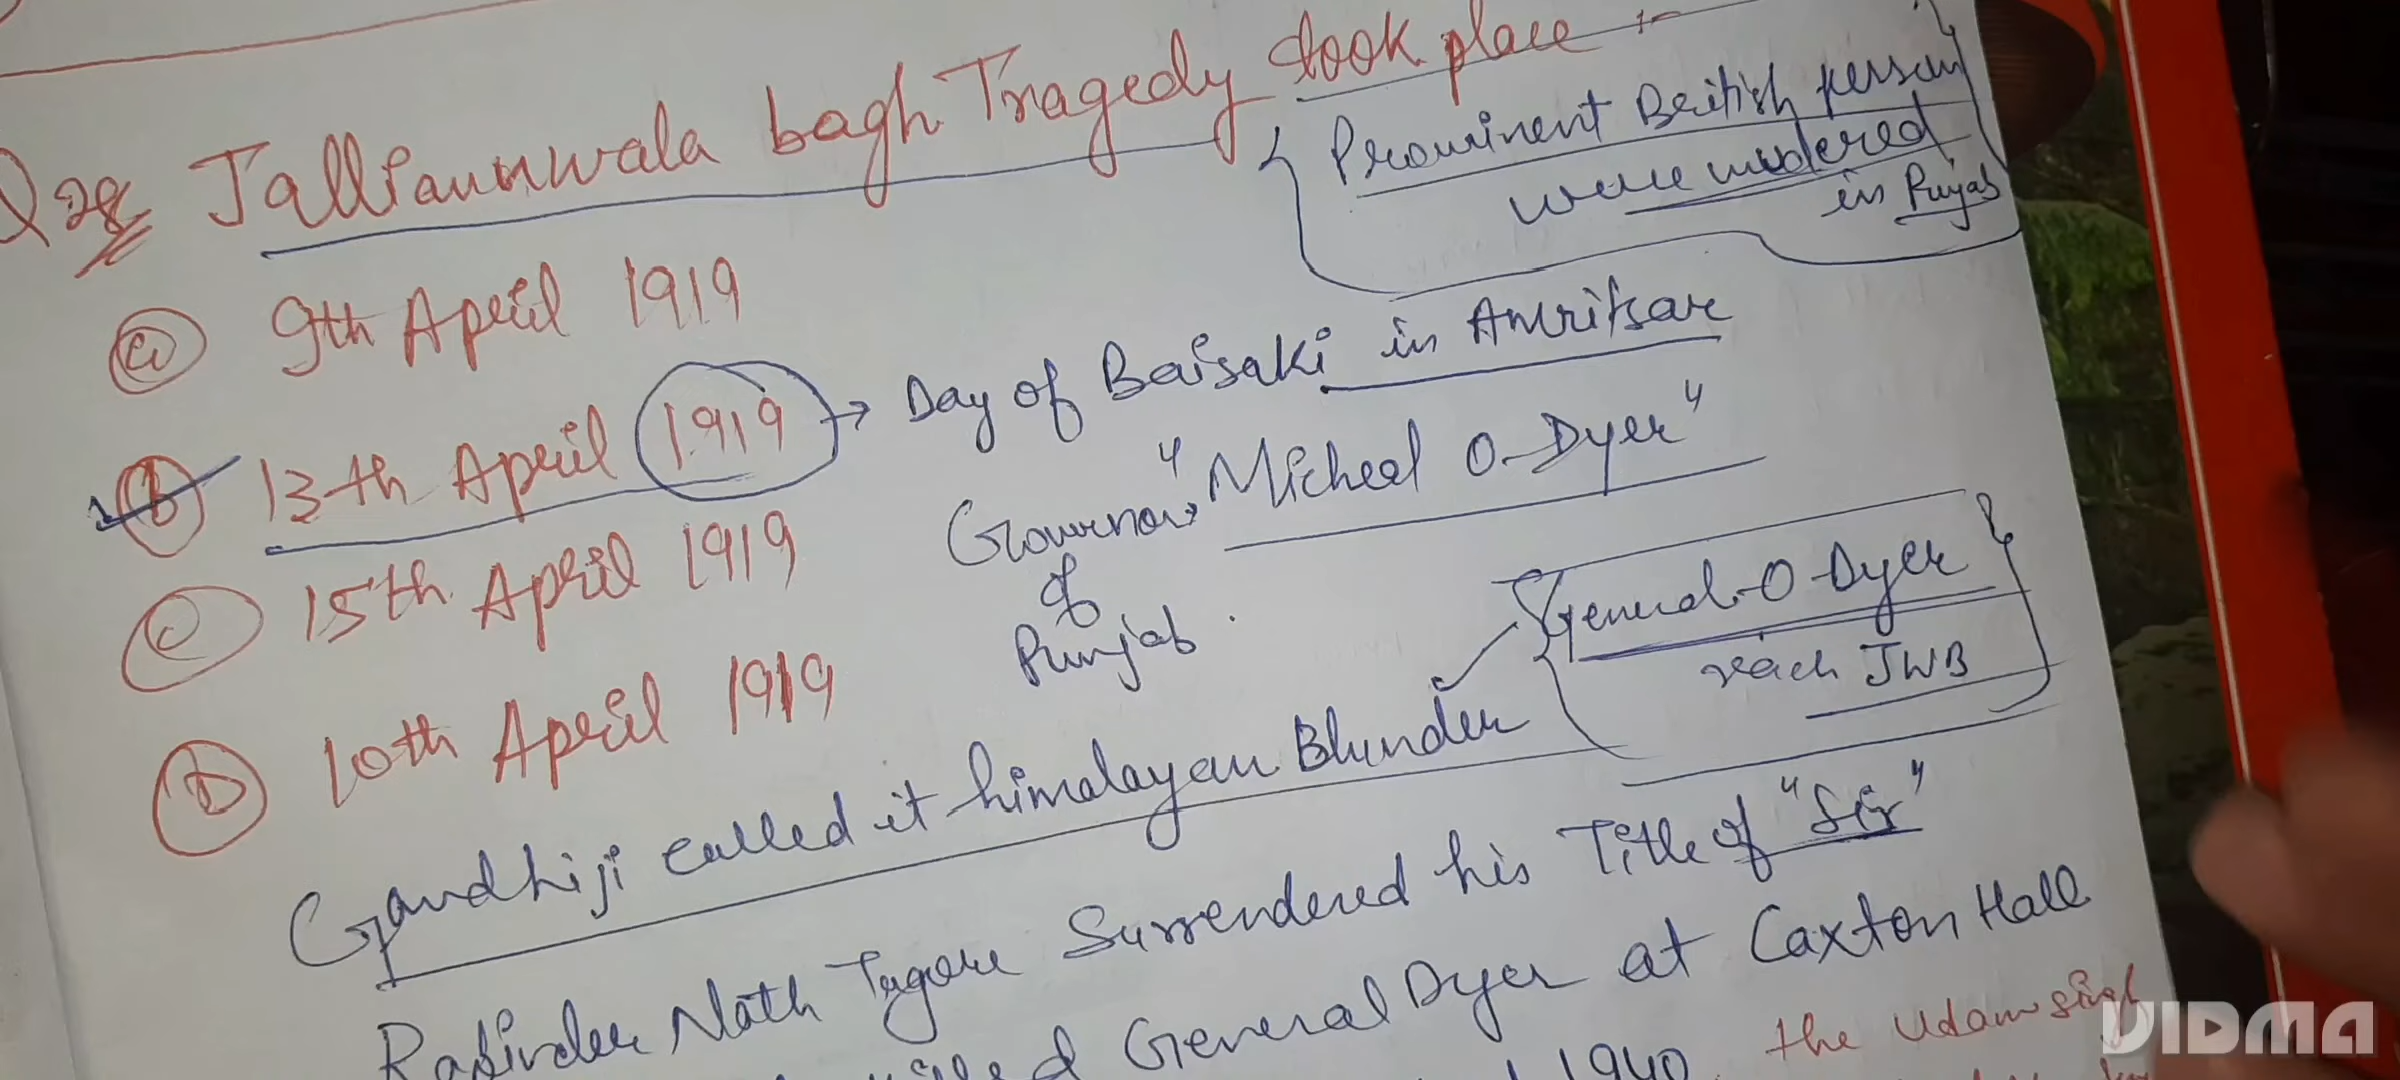 Q28 Jallianwala bagh Tragedy took place :-
Prominent British person
were mudered
in Punjab
(a) 9th April 1919
(b) 13th April 1919 → Day of Baisaki in Amritsar
Governor "Micheal O-Dyer"
of
Punjab.
(c) 15th April 1919
General-O-Dyer
reach JWB
(D) 10th April 1919
Gandhiji called it himalayan Blunder
Rabinder Nath Tagore Surrendered his Title of "Sir"
General Dyer at Caxton Hall
1940. the Udam singh
VIDMA